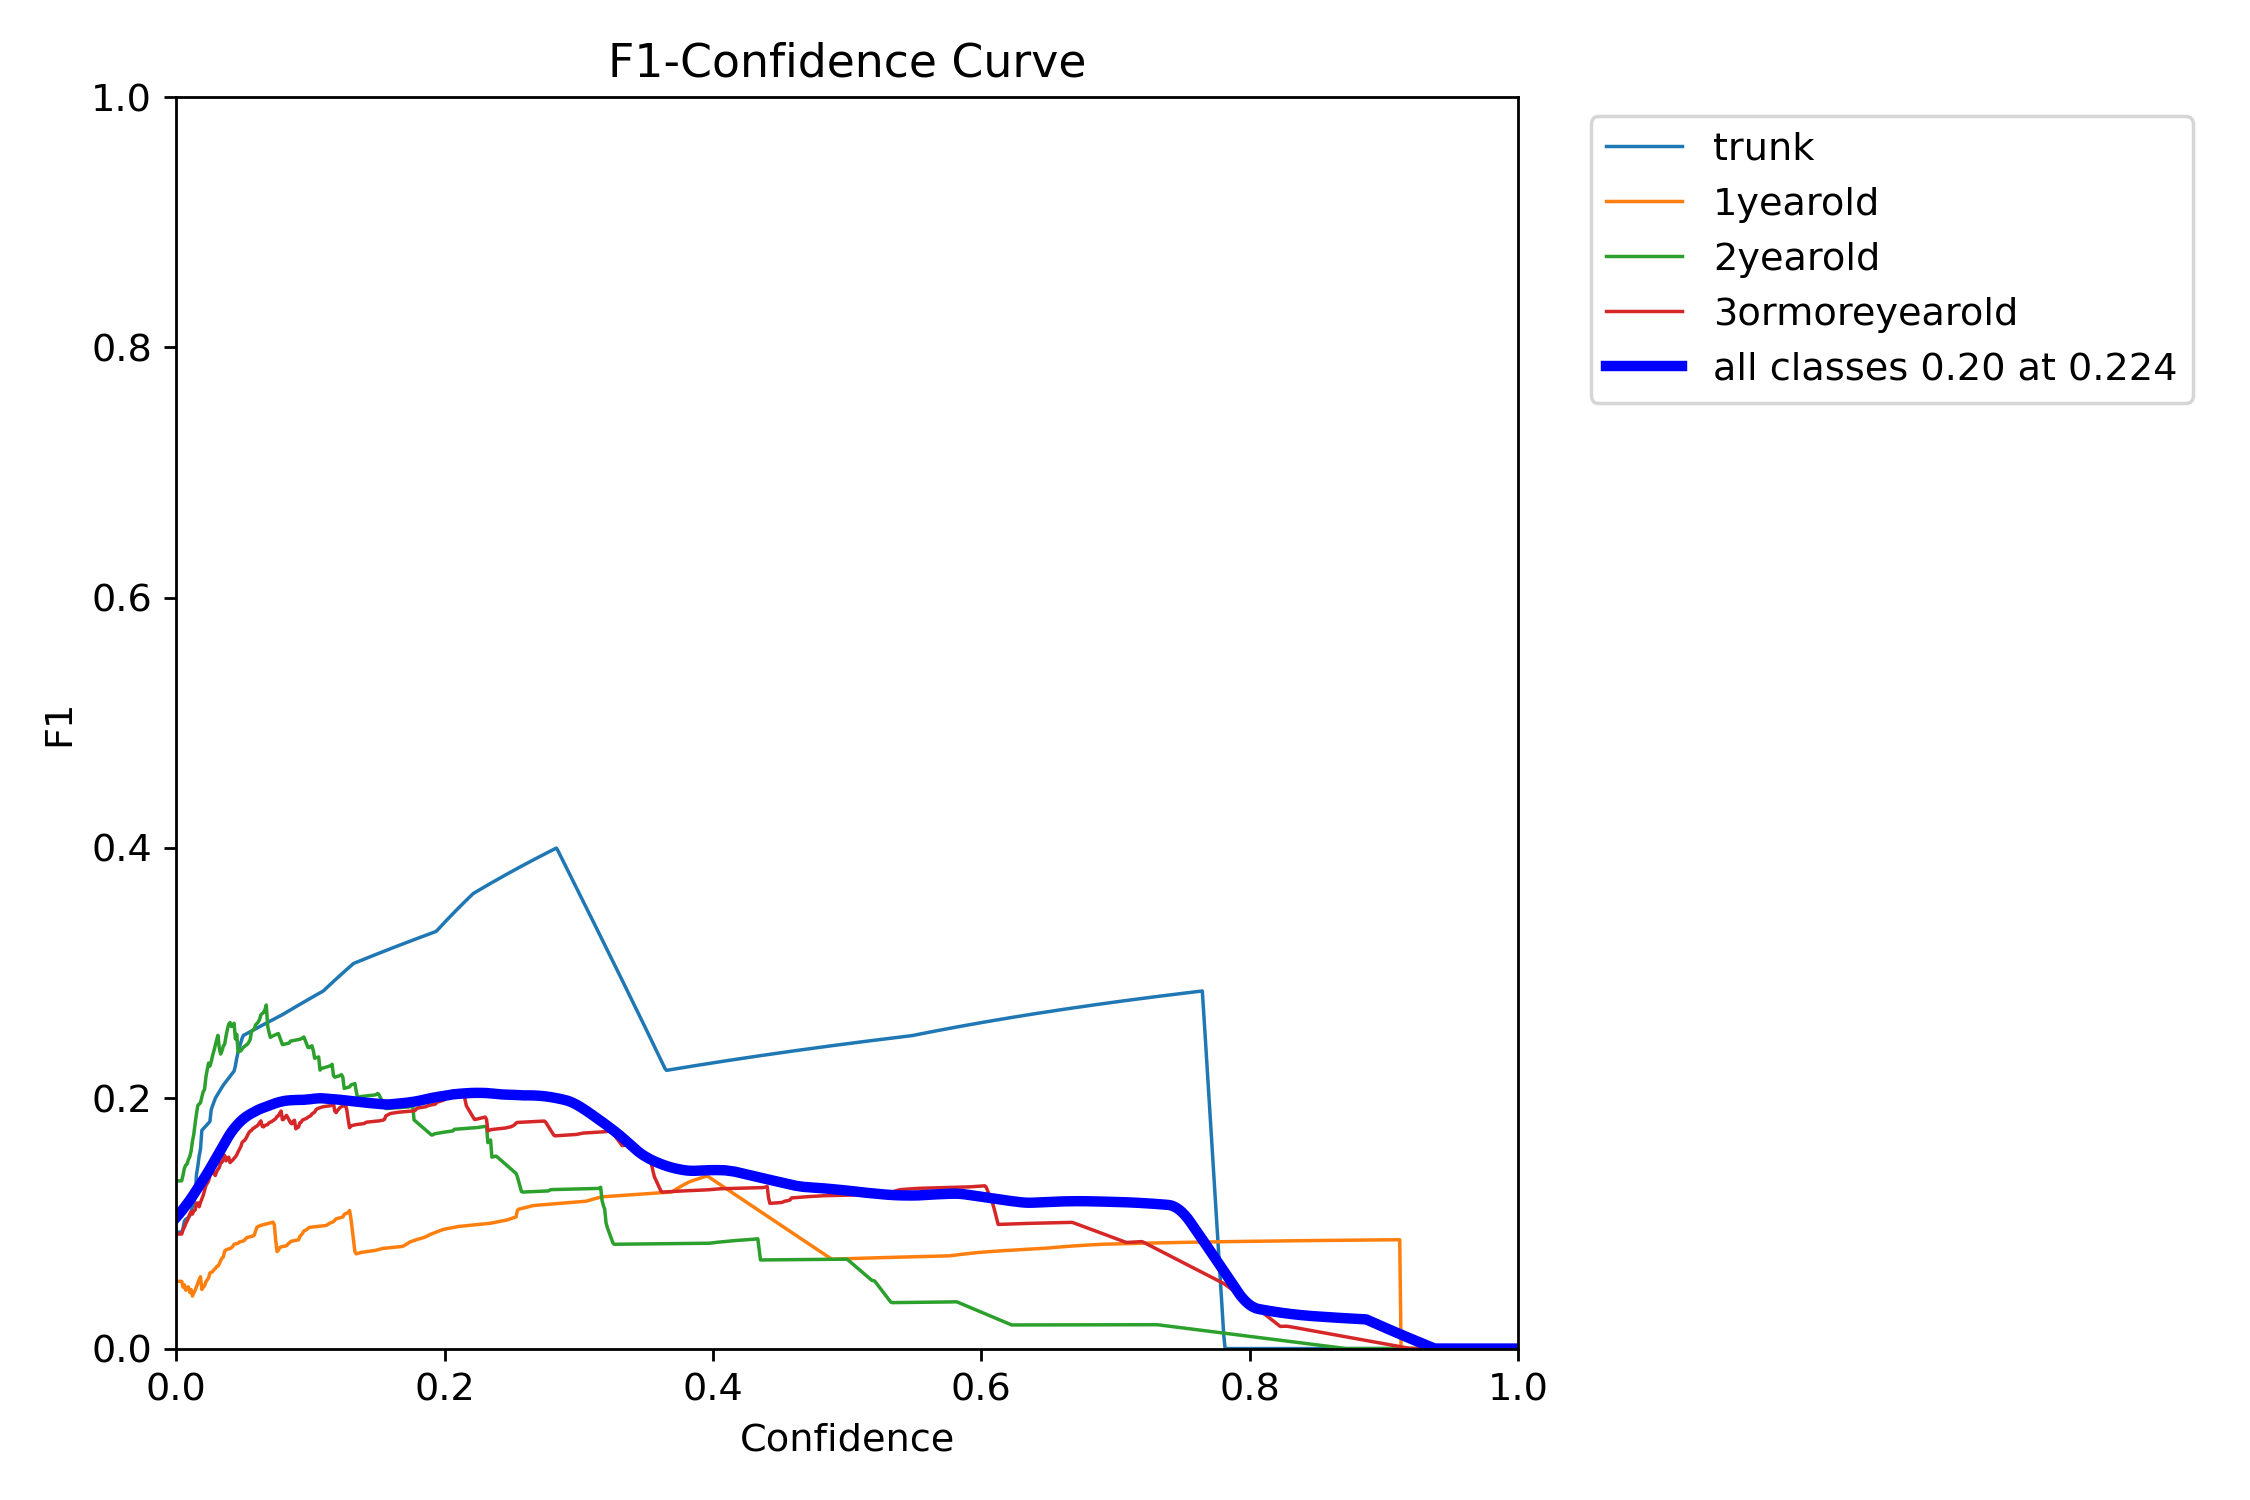 F1-Confidence Curve
1.0
0.8
0.6
0.4
0.2
0.0
F1
0.0 0.2 0.4 0.6 0.8 1.0
Confidence
trunk
1yearold
2yearold
3ormoreyearold
all classes 0.20 at 0.224